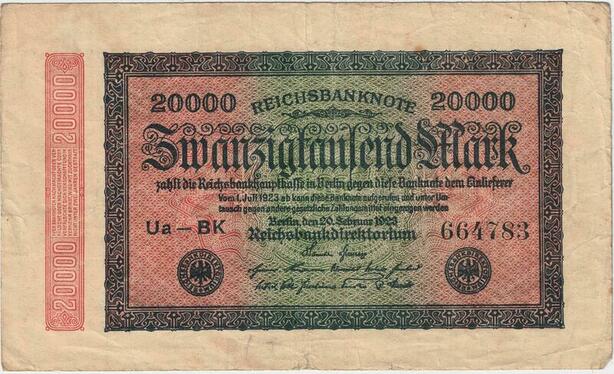 20000 REICHSBANKNOTE 20000
Zwanzigtausend Mark
zahlt die Reichsbankhauptkasse in Berlin gegen diese Banknote dem Einlieferer
Vom 1. Juli 1923 ab kann diese Banknote aufgerufen und unter Um-
tausch gegen andere gesetzliche Zahlungsmittel eingezogen werden
Berlin, den 20. Februar 1923
Ua-BK Reichsbankdirektorium 664783
20000
20000